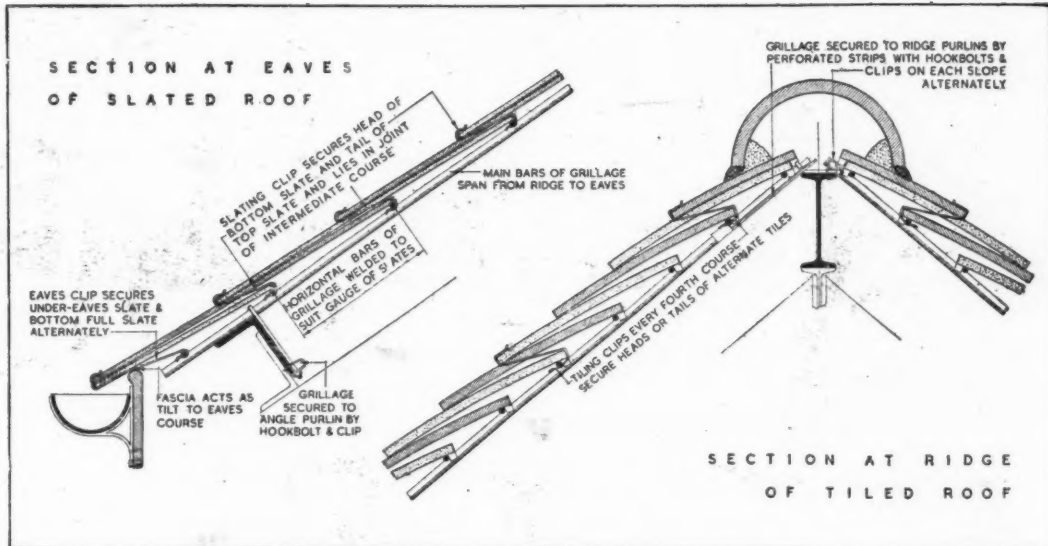 SECTION AT EAVES
OF SLATED ROOF
SLATING CLIP SECURES HEAD OF
BOTTOM SLATE AND TAIL OF
TOP SLATE AND LIES IN JOINT
OF INTERMEDIATE COURSE
MAIN BARS OF GRILLAGE
SPAN FROM RIDGE TO EAVES
HORIZONTAL BARS OF
GRILLAGE WELDED TO
SUIT GAUGE OF SLATES
EAVES CLIP SECURES
UNDER-EAVES SLATE &
BOTTOM FULL SLATE
ALTERNATELY
FASCIA ACTS AS
TILT TO EAVES
COURSE
GRILLAGE
SECURED TO
ANGLE PURLIN BY
HOOKBOLT & CLIP
GRILLAGE SECURED TO RIDGE PURLINS BY
PERFORATED STRIPS WITH HOOKBOLTS &
CLIPS ON EACH SLOPE
ALTERNATELY
TILING CLIPS EVERY FOURTH COURSE
SECURE HEADS OR TAILS OF ALTERNATE TILES
SECTION AT RIDGE
OF TILED ROOF